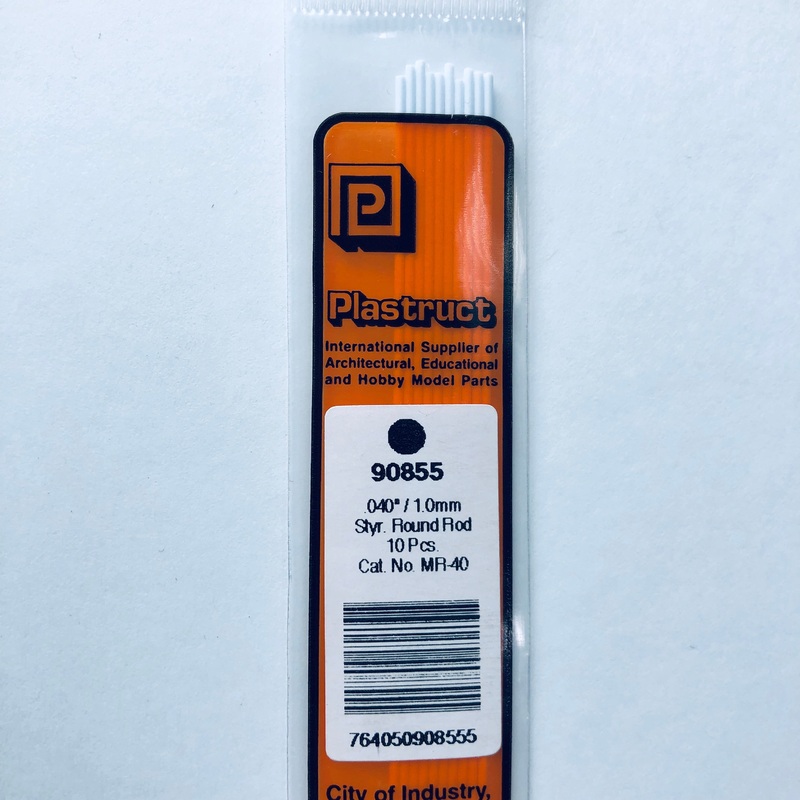 P
Plastruct
International Supplier of
Architectural, Educational
and Hobby Model Parts
90855
.040" / 1.0mm
Styr. Round Rod
10 Pcs.
Cat. No. MR-40
764050908555
City of Industry,